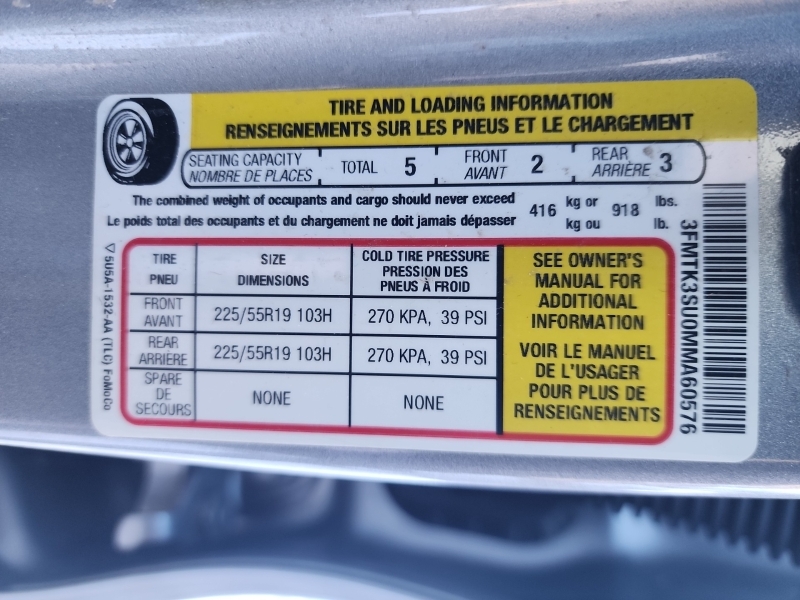 TIRE AND LOADING INFORMATION
RENSEIGNEMENTS SUR LES PNEUS ET LE CHARGEMENT
SEATING CAPACITY
NOMBRE DE PLACES
TOTAL 5
FRONT
AVANT
2
REAR
ARRIÈRE
3
The combined weight of occupants and cargo should never exceed
Le poids total des occupants et du chargement ne doit jamais dépasser
416
kg or
kg ou
918
lbs.
lb.
TIRE
PNEU
SIZE
DIMENSIONS
COLD TIRE PRESSURE
PRESSION DES
PNEUS À FROID
FRONT
AVANT
225/55R19 103H
270 KPA, 39 PSI
REAR
ARRIÈRE
225/55R19 103H
270 KPA, 39 PSI
SPARE
DE
SECOURS
NONE
NONE
SEE OWNER'S
MANUAL FOR
ADDITIONAL
INFORMATION
VOIR LE MANUEL
DE L'USAGER
POUR PLUS DE
RENSEIGNEMENTS
5U5A-1532-AA (TLC) FoMoCo
3FMTK3SU0MMA60576